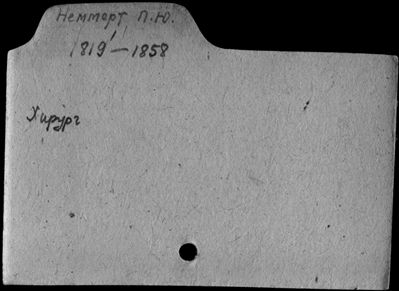 Неммерт П.Ю.
1819 — 1858
Хирург